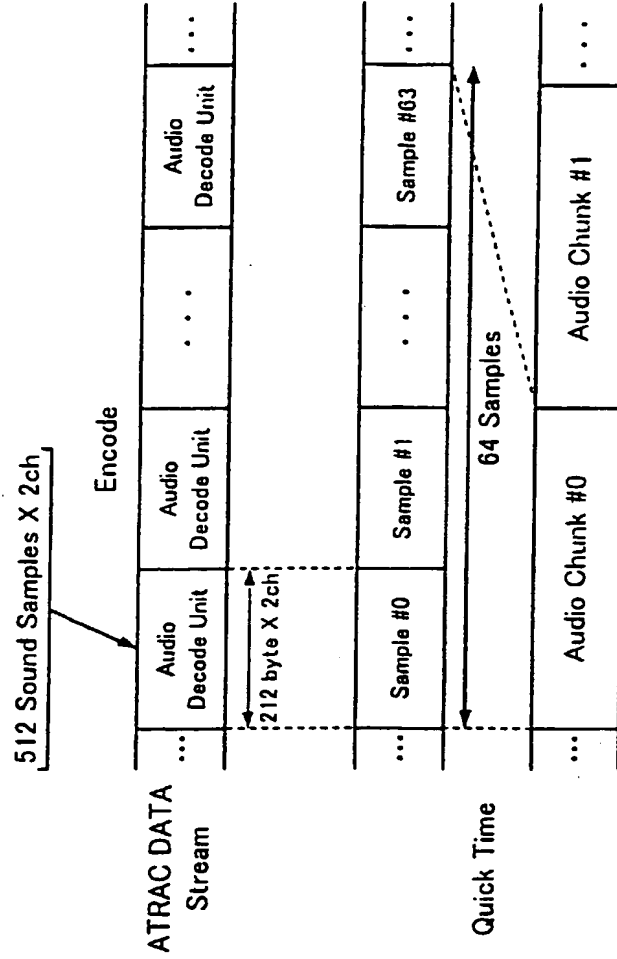 512 Sound Samples X 2ch
Encode
ATRAC DATA
Stream
...
Audio
Decode Unit
Audio
Decode Unit
...
Audio
Decode Unit
...
212 byte X 2ch
Quick Time
...
Sample #0
Sample #1
...
Sample #63
...
64 Samples
Audio Chunk #0
Audio Chunk #1
...